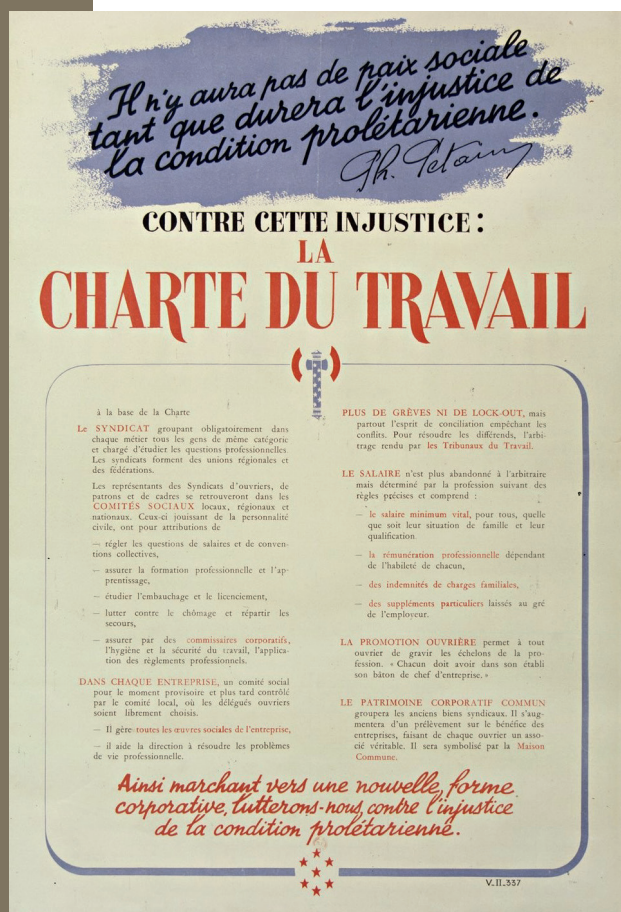 Il n'y aura pas de paix sociale
tant que durera l'injustice de
la condition prolétarienne.
Ph. Pétain
CONTRE CETTE INJUSTICE :
LA
CHARTE DU TRAVAIL
à la base de la Charte
Le SYNDICAT groupant obligatoirement dans
chaque métier tous les gens de même catégorie
et chargé d'étudier les questions professionnelles.
Les syndicats forment des unions régionales et
des fédérations.
Les représentants des Syndicats d'ouvriers, de
patrons et de cadres se retrouveront dans les
COMITÉS SOCIAUX locaux, régionaux et
nationaux. Ceux-ci jouissant de la personnalité
civile, ont pour attributions de
— régler les questions de salaires et de conven-
tions collectives,
— assurer la formation professionnelle et l'ap-
prentissage,
— étudier l'embauchage et le licenciement,
— lutter contre le chômage et répartir les
secours,
— assurer par des commissaires corporatifs,
l'hygiène et la sécurité du travail, l'applica-
tion des règlements professionnels.
DANS CHAQUE ENTREPRISE, un comité social
pour le moment provisoire et plus tard contrôlé
par le comité local, où les délégués ouvriers
soient librement choisis.
— Il gère toutes les œuvres sociales de l'entreprise,
— il aide la direction à résoudre les problèmes
de vie professionnelle.
PLUS DE GRÈVES NI DE LOCK-OUT, mais
partout l'esprit de conciliation empêchant les
conflits. Pour résoudre les différends, l'arbi-
trage rendu par les Tribunaux du Travail.
LE SALAIRE n'est plus abandonné à l'arbitraire
mais déterminé par la profession suivant des
règles précises et comprend :
— le salaire minimum vital, pour tous, quelle
que soit leur situation de famille et leur
qualification
— la rémunération professionnelle dépendant
de l'habileté de chacun,
— des indemnités de charges familiales,
— des suppléments particuliers laissés au gré
de l'employeur.
LA PROMOTION OUVRIÈRE permet à tout
ouvrier de gravir les échelons de la pro-
fession. « Chacun doit avoir dans son établi
son bâton de chef d'entreprise. »
LE PATRIMOINE CORPORATIF COMMUN
groupera les anciens biens syndicaux. Il s'aug-
mentera d'un prélèvement sur le bénéfice des
entreprises, faisant de chaque ouvrier un asso-
cié véritable. Il sera symbolisé par la Maison
Commune.
Ainsi marchant vers une nouvelle, forme
corporative, lutterons-nous, contre l'injustice
de la condition prolétarienne.
V.II.337